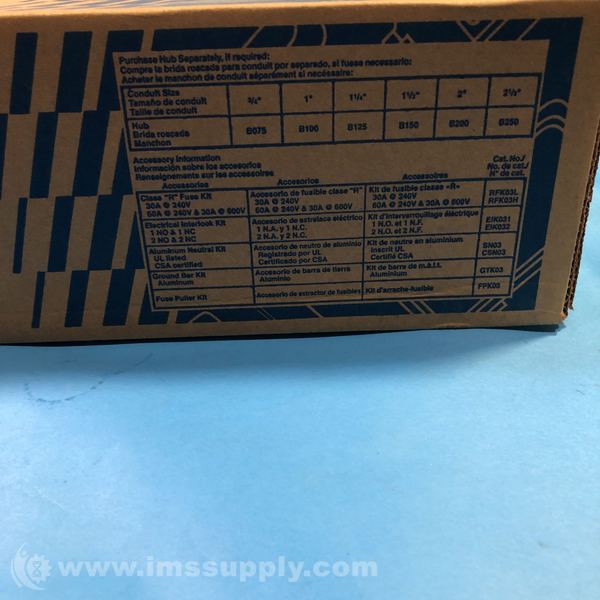 Purchase Hub Separately, if required:
Compre la brida roscada para conduit por separado, si fuese necesario:
Acheter le manchon de conduit séparément si nécessaire:
Conduit Size
Tamaño de conduit
Taille de conduit
3/4" 1" 1 1/4" 1 1/2" 2" 2 1/2"
Hub
Brida roscada
Manchon
B075 B100 B125 B150 B200 B250
Accessory Information
Información sobre los accesorios
Renseignements sur les accessoires
Accessories Accesorios Accessoires
Cat. No./
No. de cat./
N° de cat.
Class "R" Fuse Kit
30A @ 240V
60A @ 240V & 30A @ 600V
Accesorio de fusible clase "R"
30A @ 240V
60A @ 240V & 30A @ 600V
Kit de fusible classe «R»
30A @ 240V
60A @ 240V & 30A @ 600V
RFK03L
RFK03H
Electrical Interlock Kit
1 NO & 1 NC
2 NO & 2 NC
Accesorio de eléctrico
1 N.A. y 1 N.C.
2 N.A. y 2 N.C.
Kit d'interverrouillage électrique
1 N.O. et 1 N.F.
2 N.O. et 2 N.F.
EIK031
EIK032
Aluminum Neutral Kit
UL listed
CSA certified
Accesorio de neutro de aluminio
Registrado por UL
Certificado por CSA
Kit de neutre en aluminium
Inscrit UL
Certifié CSA
SN03
CSN03
Ground Bar Kit
Aluminum
Accesorio de barra de tierra
Aluminio
Kit de barre de m.à.l.t.
Aluminium
GTK03
Fuse Puller Kit
Accesorio de extractor de fusibles
Kit d'arrache-fusible
FPK03
www.imssupply.com